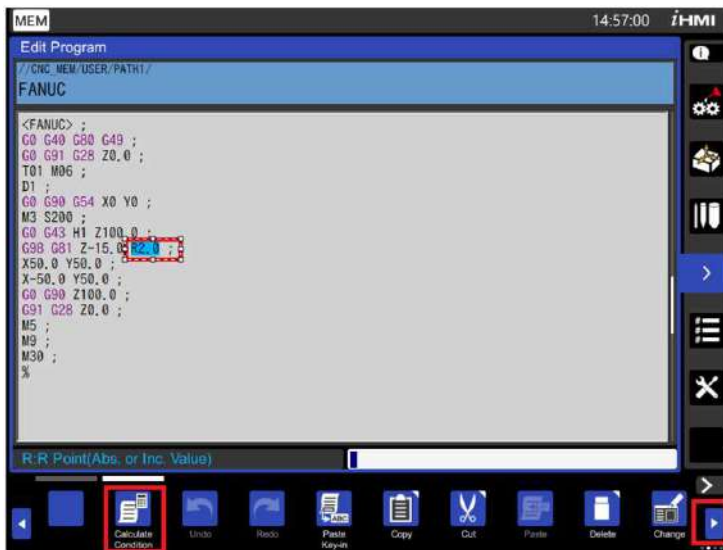 MEM 14:57:00 iHMI
Edit Program
//CNC_MEM/USER/PATH1/
FANUC
<FANUC> ;
G0 G40 G80 G49 ;
G0 G91 G28 Z0.0 ;
T01 M06 ;
D1 ;
G0 G90 G54 X0 Y0 ;
M3 S200 ;
G0 G43 H1 Z100.0 ;
G98 G81 Z-15.0 R2.0 ;
X50.0 Y50.0 ;
X-50.0 Y50.0 ;
G0 G90 Z100.0 ;
G91 G28 Z0.0 ;
M5 ;
M9 ;
M30 ;
%
R:R Point(Abs. or Inc. Value)
Calculate Condition
Undo
Redo
Paste Key-in
Copy
Cut
Paste
Delete
Change